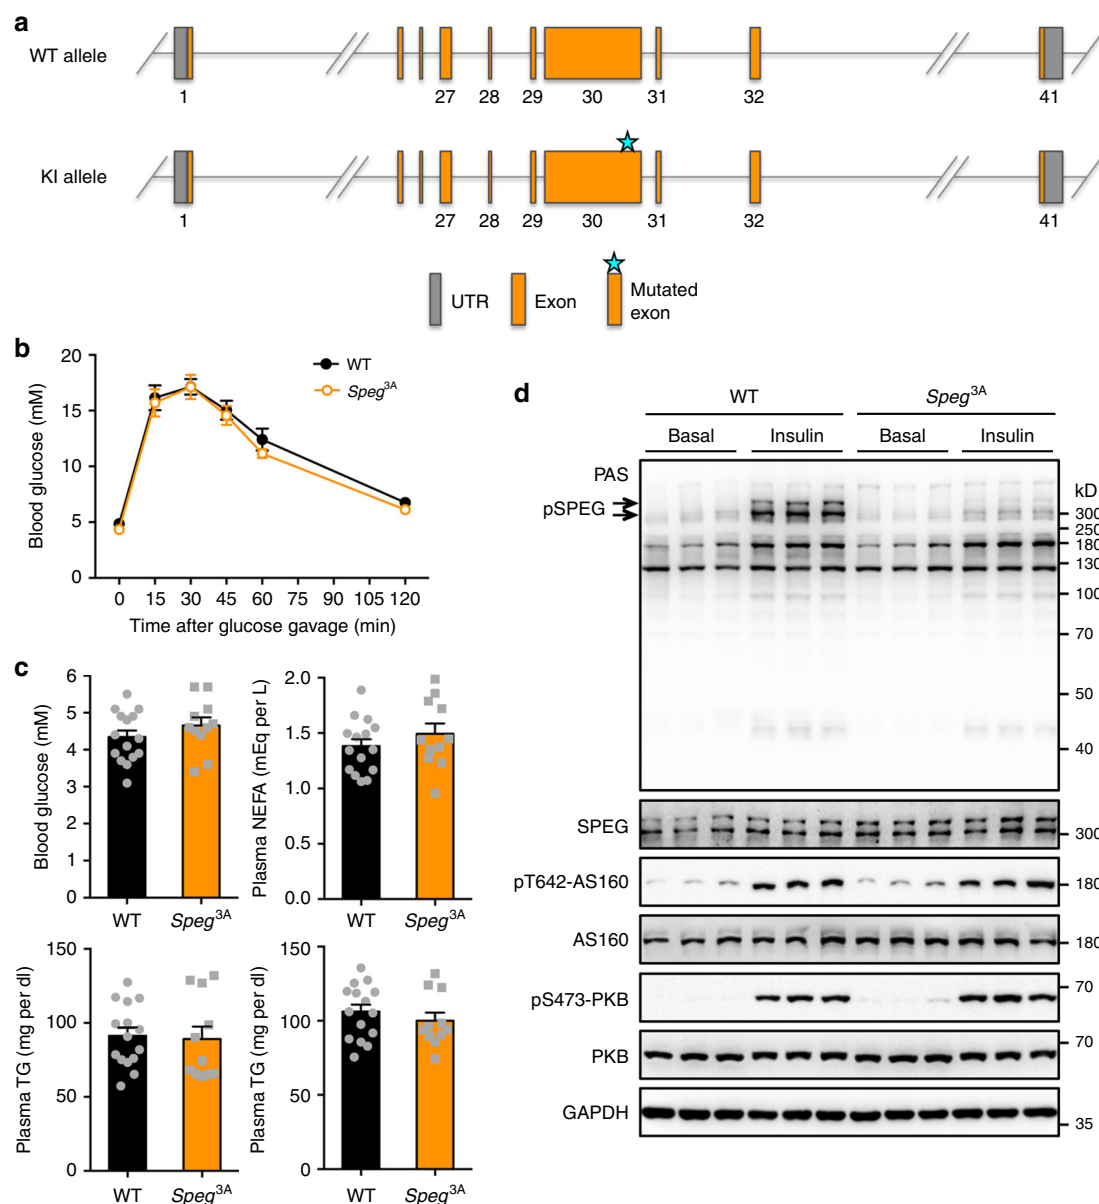 a
WT allele
1 27 28 29 30 31 32 41
KI allele
1 27 28 29 30 31 32 41
UTR
Exon
Mutated
exon
b
Blood glucose (mM)
20
15
10
5
0
WT
Speg3A
0 15 30 45 60 75 90 105 120
Time after glucose gavage (min)
c
Blood glucose (mM)
6
5
4
3
2
1
0
WT Speg3A
Plasma NEFA (mEq per L)
2.0
1.5
1.0
0.5
0.0
WT Speg3A
Plasma TG (mg per dl)
150
100
50
0
WT Speg3A
Plasma TG (mg per dl)
150
100
50
0
WT Speg3A
d
WT Speg3A
Basal Insulin Basal Insulin
PAS
pSPEG
kD
300
250
180
130
100
70
50
40
SPEG
300
pT642-AS160
180
AS160
180
pS473-PKB
70
PKB
70
GAPDH
35